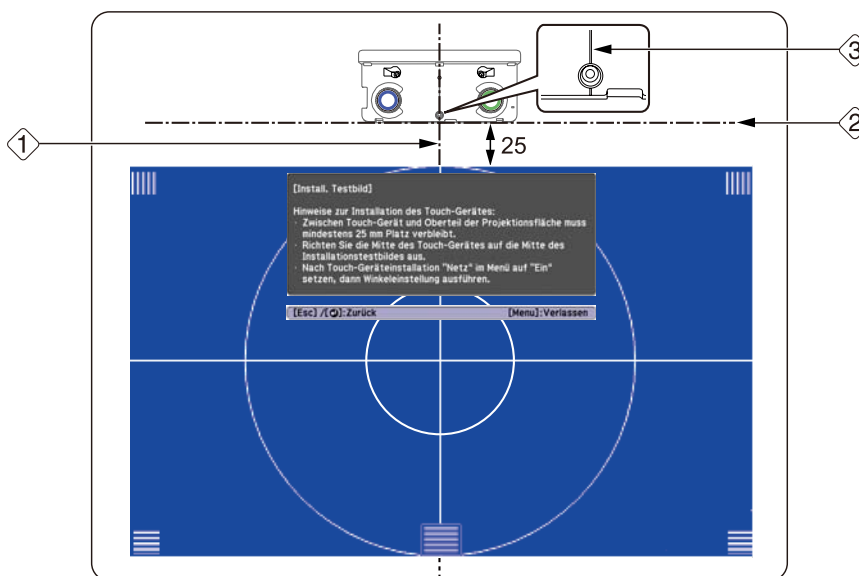 3
2
1
25
[Install. Testbild]
Hinweise zur Installation des Touch-Gerätes:
· Zwischen Touch-Gerät und Oberteil der Projektionsfläche muss
mindestens 25 mm Platz verbleibt.
· Richten Sie die Mitte des Touch-Gerätes auf die Mitte des
Installationstestbildes aus.
· Nach Touch-Geräteinstallation "Netz" im Menü auf "Ein"
setzen, dann Winkeleinstellung ausführen.
[Esc] /[⮌]:Zurück [Menu]:Verlassen